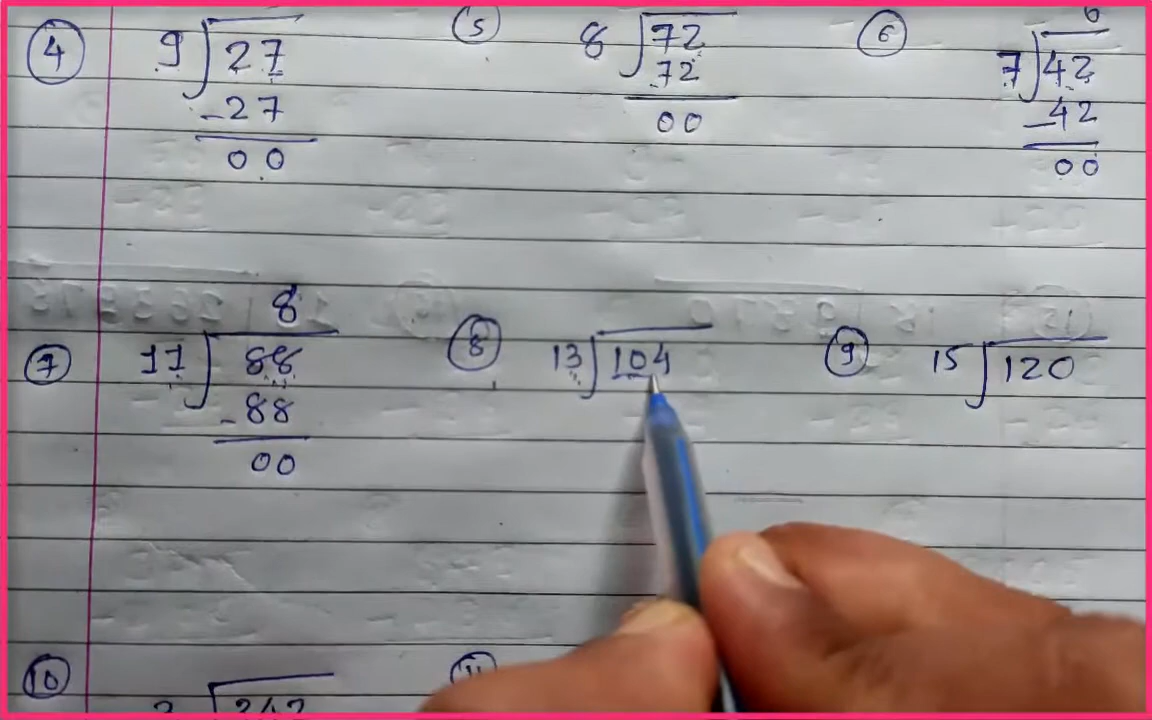 ④ 9 27 ⑤ 8 72 ⑥ 7 42 6
-27 72 -42
00 00 00
8
⑦ 11 88 ⑧ 13 104 ⑨ 15 120
-88
00
⑩ 242